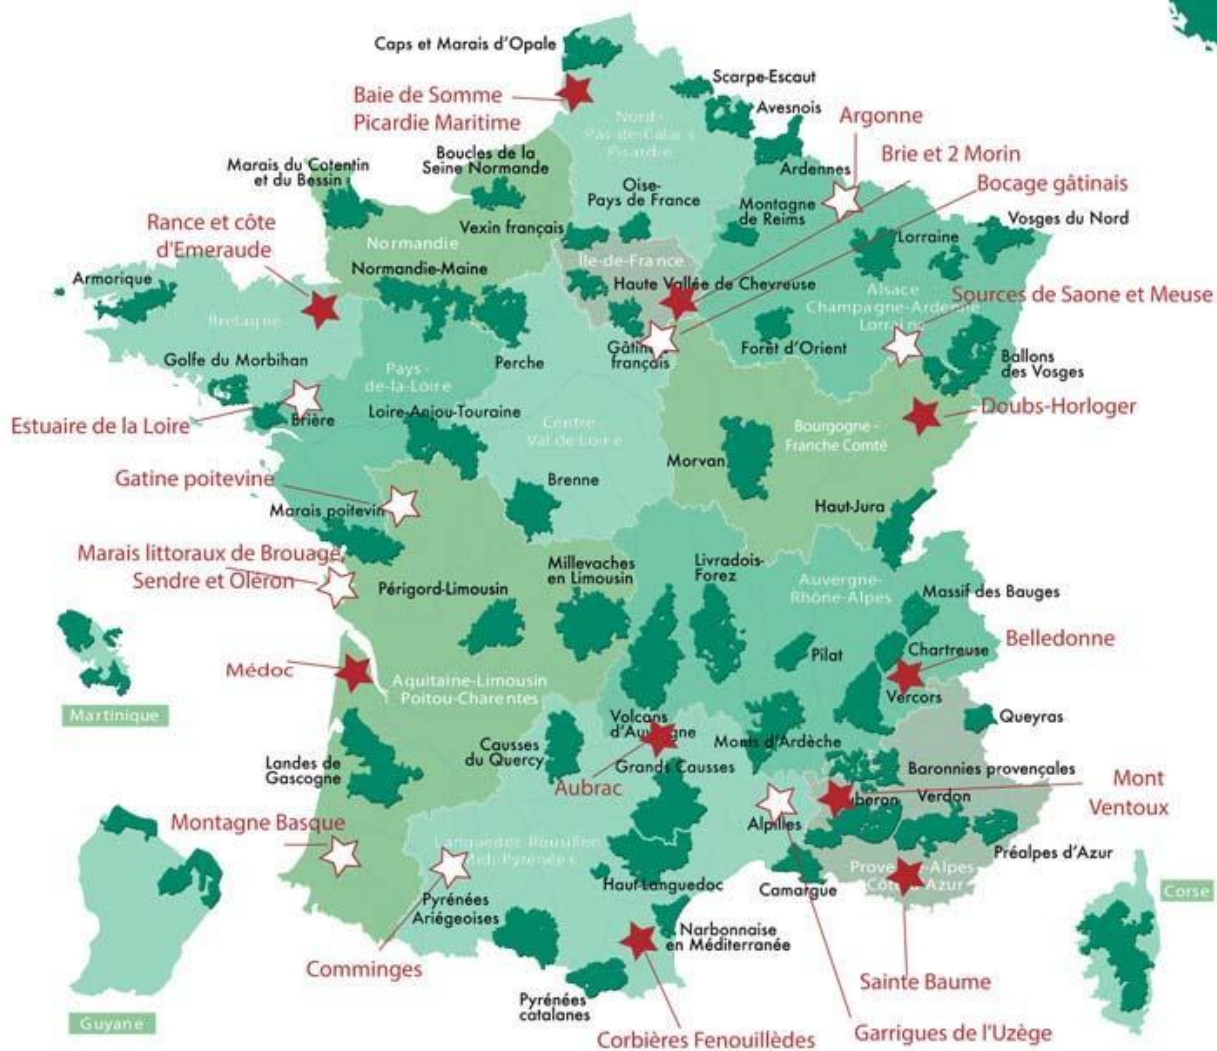 Caps et Marais d'Opale
Scarpe-Escaut
Baie de Somme
Picardie Maritime
Avesnois
Argonne
Nord-
Pas-de-Calais
Picardie
Brie et 2 Morin
Boucles de la
Seine Normande
Marais du Cotentin
et du Bessin
Ardennes
Bocage gâtinais
Oise-
Pays de France
Montagne
de Reims
Vosges du Nord
Rance et côte
d'Emeraude
Vexin français
Lorraine
Normandie
Île-de-France
Armorique
Normandie-Maine
Haute Vallée de Chevreuse
Alsace
Champagne-Ardenne
Lorraine
Sources de Saone et Meuse
Bretagne
Golfe du Morbihan
Perche
Gâtinais
français
Forêt d'Orient
Ballons
des Vosges
Pays-
de-la-Loire
Estuaire de la Loire
Brière
Loire-Anjou-Touraine
Doubs-Horloger
Centre-
Val de Loire
Bourgogne -
Franche Comté
Morvan
Gatine poitevine
Brenne
Marais poitevin
Haut-Jura
Marais littoraux de Brouage,
Sendre et Oléron
Millevaches
en Limousin
Livradois-
Forez
Périgord-Limousin
Auvergne-
Rhône-Alpes
Massif des Bauges
Belledonne
Chartreuse
Pilat
Médoc
Aquitaine-Limousin
Poitou-Charentes
Vercors
Martinique
Queyras
Volcans
d'Auvergne
Causses
du Quercy
Monts d'Ardèche
Landes de
Gascogne
Grands Causses
Baronnies provençales
Aubrac
Mont
Ventoux
uberon
Verdon
Montagne Basque
Alpilles
Languedoc-Roussillon
Midi-Pyrénées
Préalpes d'Azur
Provence-Alpes
Côte d'Azur
Haut-Languedoc
Camargue
Corse
Pyrénées
Ariégeoises
Narbonnaise
en Méditerranée
Comminges
Sainte Baume
Pyrénées
catalanes
Guyane
Corbières Fenouillèdes
Garrigues de l'Uzège